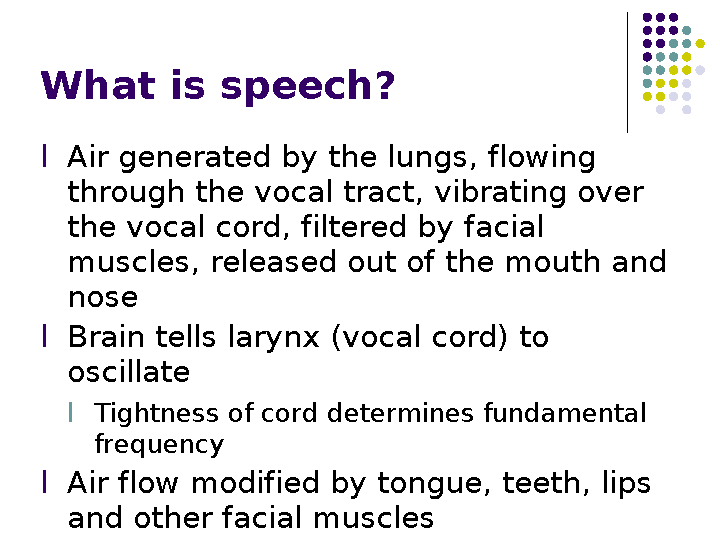 What is speech?
l Air generated by the lungs, flowing
through the vocal tract, vibrating over
the vocal cord, filtered by facial
muscles, released out of the mouth and
nose
l Brain tells larynx (vocal cord) to
oscillate
l Tightness of cord determines fundamental
frequency
l Air flow modified by tongue, teeth, lips
and other facial muscles